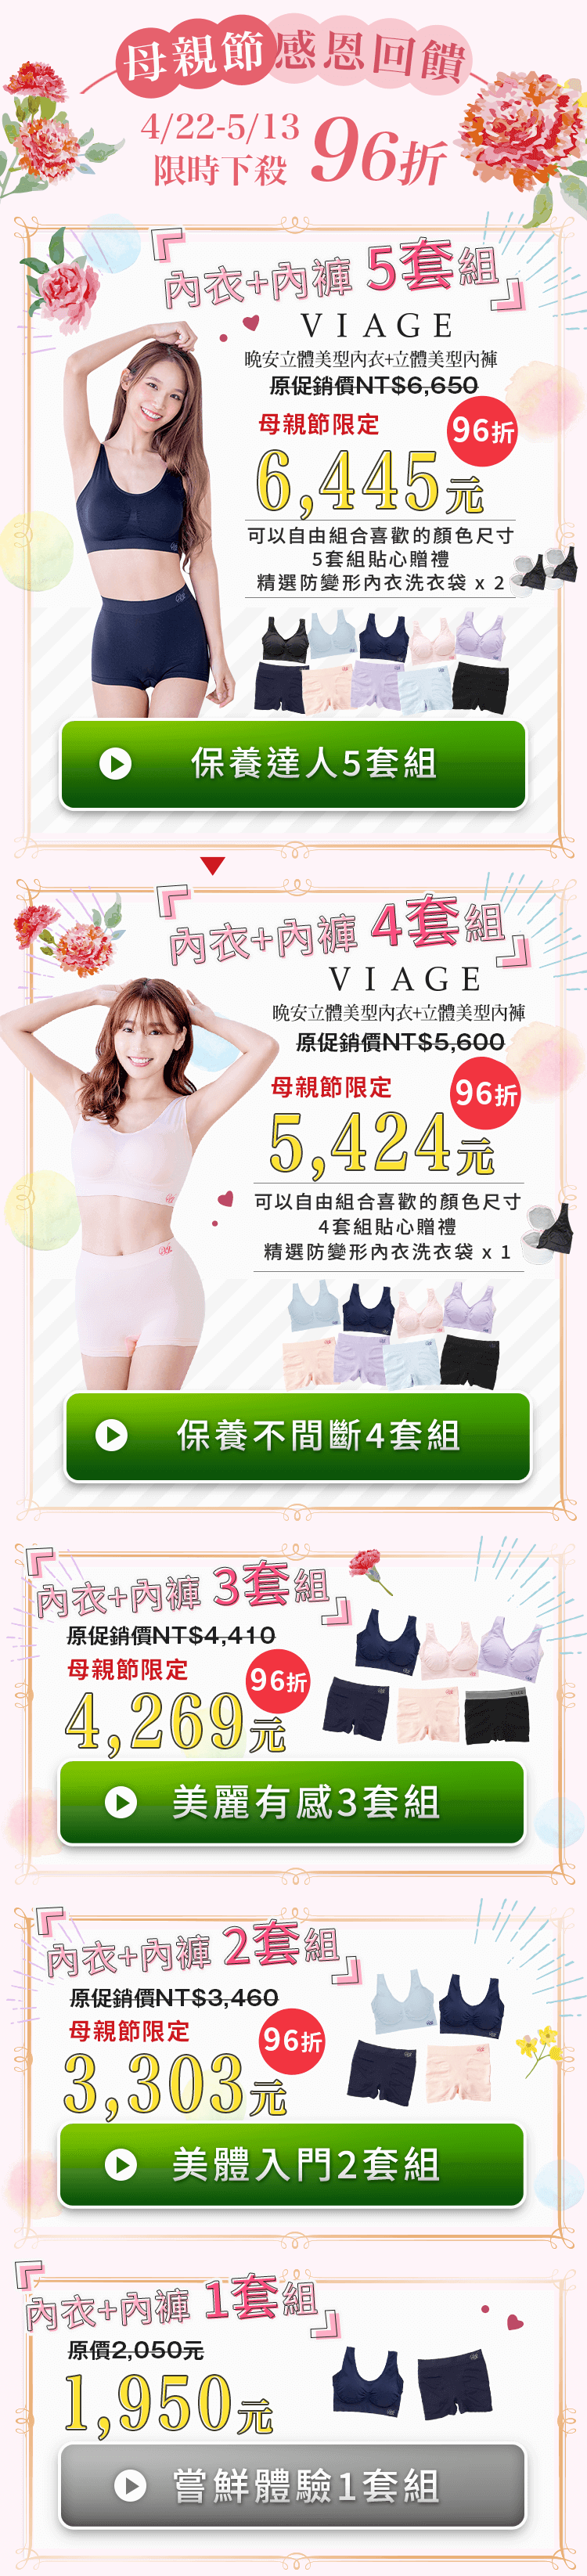 母親節感恩回饋
4/22-5/13
限時下殺
96折
「內衣+內褲 5套組」
VIAGE
晚安立體美型內衣+立體美型內褲
原促銷價NT$6,650
母親節限定
96折
6,445元
可以自由組合喜歡的顏色尺寸
5套組貼心贈禮
精選防變形內衣洗衣袋 x 2
保養達人5套組
「內衣+內褲 4套組」
VIAGE
晚安立體美型內衣+立體美型內褲
原促銷價NT$5,600
母親節限定
96折
5,424元
可以自由組合喜歡的顏色尺寸
4套組貼心贈禮
精選防變形內衣洗衣袋 x 1
保養不間斷4套組
「內衣+內褲 3套組」
原促銷價NT$4,410
母親節限定
96折
4,269元
美麗有感3套組
「內衣+內褲 2套組」
原促銷價NT$3,460
母親節限定
96折
3,303元
美體入門2套組
「內衣+內褲 1套組」
原價2,050元
1,950元
嘗鮮體驗1套組